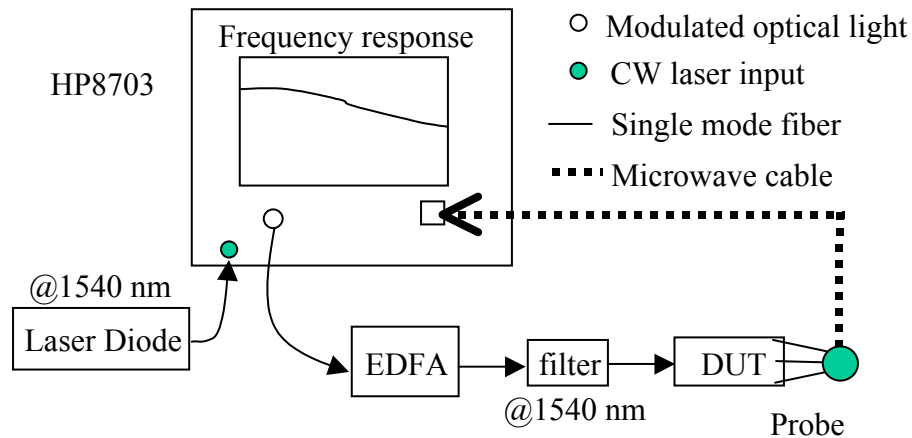 Frequency response
HP8703
Modulated optical light
CW laser input
Single mode fiber
Microwave cable
@1540 nm
Laser Diode
EDFA
filter
DUT
@1540 nm
Probe